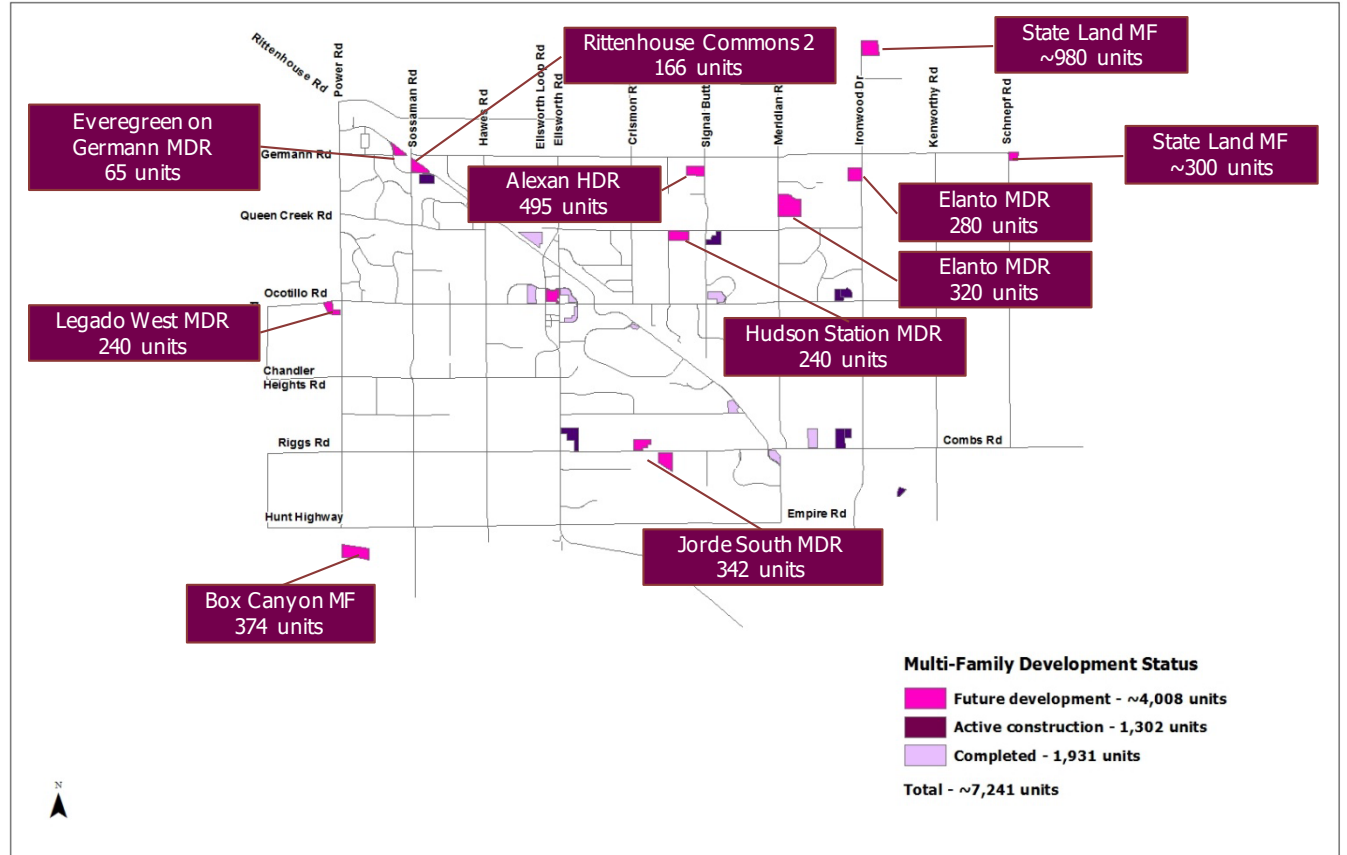 Rittenhouse Rd
Power Rd
Sossaman Rd
Hawes Rd
Ellsworth Loop Rd
Ellsworth Rd
Crismon R
Signal Butt
Meridian R
Ironwood Dr
Kenworthy Rd
Schnepf Rd
Rittenhouse Commons 2
166 units
State Land MF
~980 units
Everegreen on
Germann MDR
65 units
Germann Rd
State Land MF
~300 units
Alexan HDR
495 units
Elanto MDR
280 units
Queen Creek Rd
Elanto MDR
320 units
Ocotillo Rd
Legado West MDR
240 units
Hudson Station MDR
240 units
Chandler
Heights Rd
Riggs Rd
Combs Rd
Hunt Highway
Empire Rd
Jorde South MDR
342 units
Box Canyon MF
374 units
Multi-Family Development Status
Future development - ~4,008 units
Active construction - 1,302 units
Completed - 1,931 units
Total - ~7,241 units
N